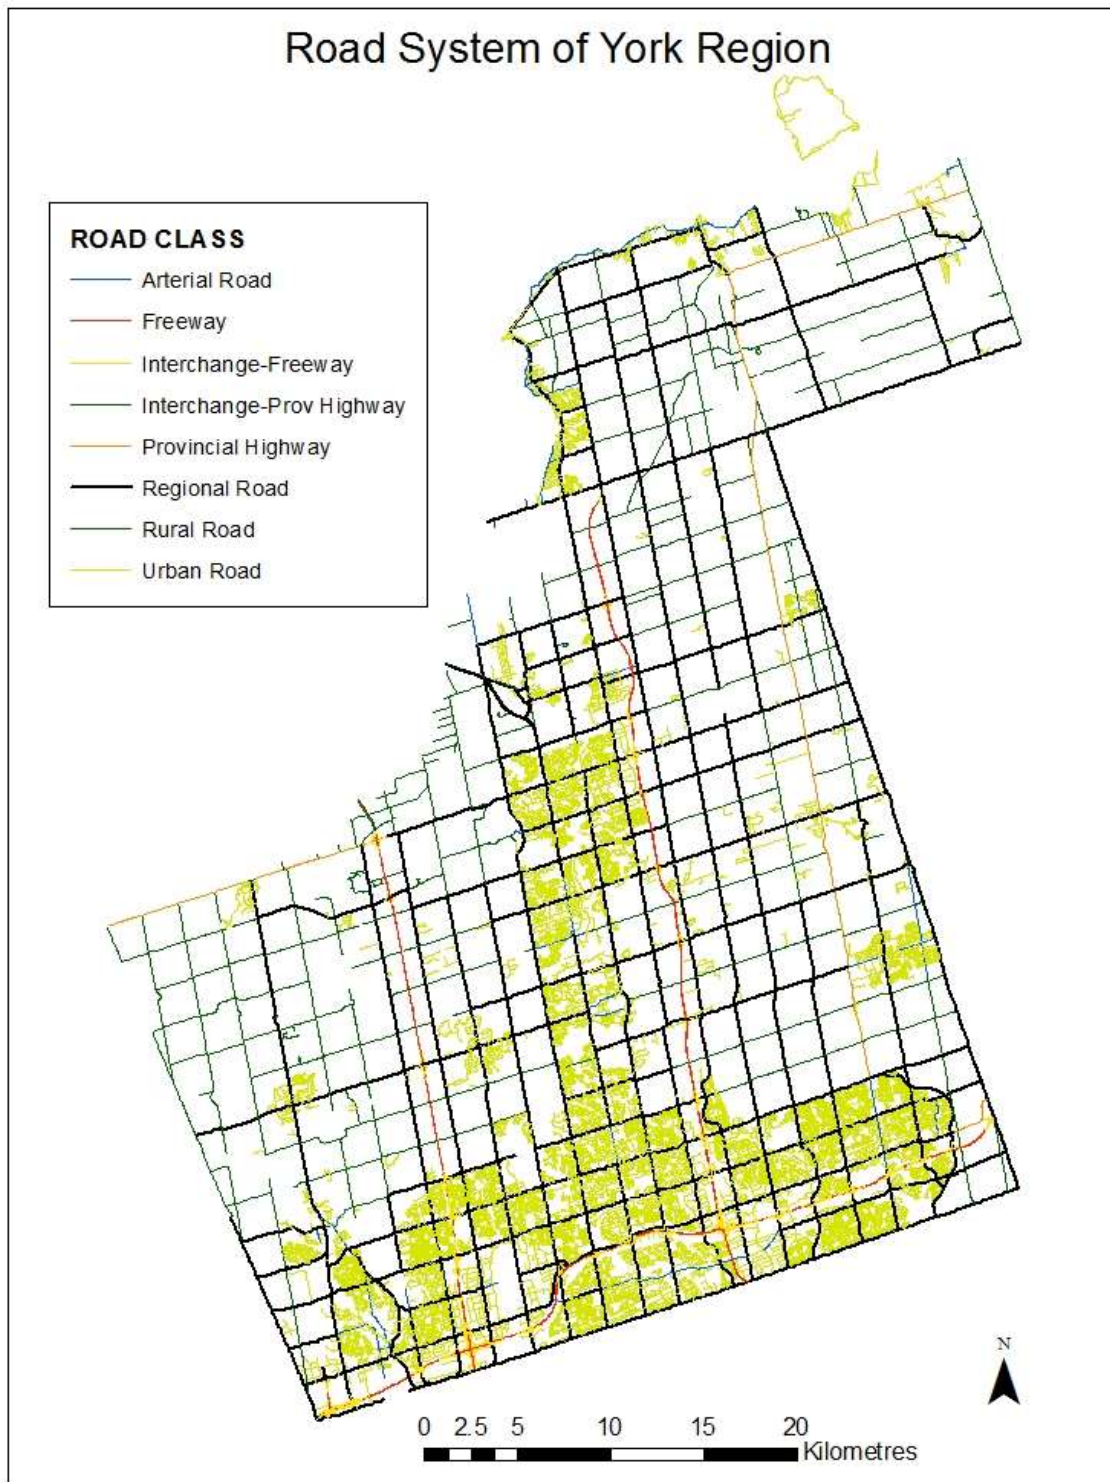 Road System of York Region
ROAD CLASS
Arterial Road
Freeway
Interchange-Freeway
Interchange-Prov Highway
Provincial Highway
Regional Road
Rural Road
Urban Road
N
0 2.5 5 10 15 20
Kilometres